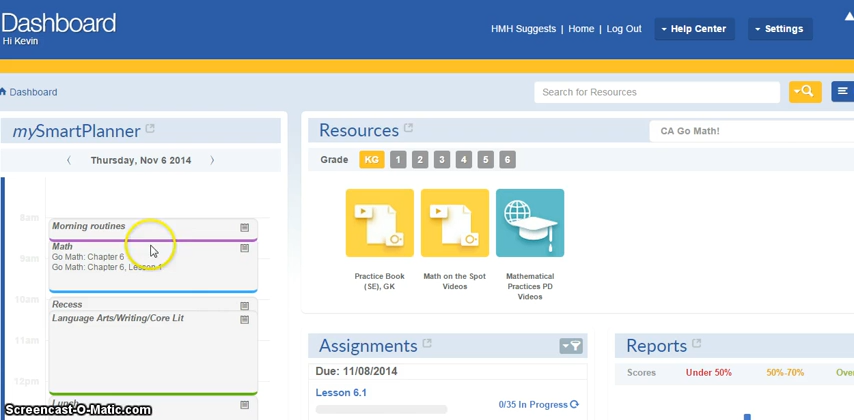 Dashboard
Hi Kevin
HMH Suggests | Home | Log Out
Help Center
Settings
Dashboard
Search for Resources
mySmartPlanner
Thursday, Nov 6 2014
8am
Morning routines
Math
Go Math: Chapter 6
Go Math: Chapter 6, Lesson 1
9am
10am
Recess
Language Arts/Writing/Core Lit
11am
12pm
Lunch
Resources
CA Go Math!
Grade KG 1 2 3 4 5 6
Practice Book
(SE), GK
Math on the Spot
Videos
Mathematical
Practices PD
Videos
Assignments
Due: 11/08/2014
Lesson 6.1
0/35 In Progress
Reports
Scores Under 50% 50%-70% Over
Screencast-O-Matic.com